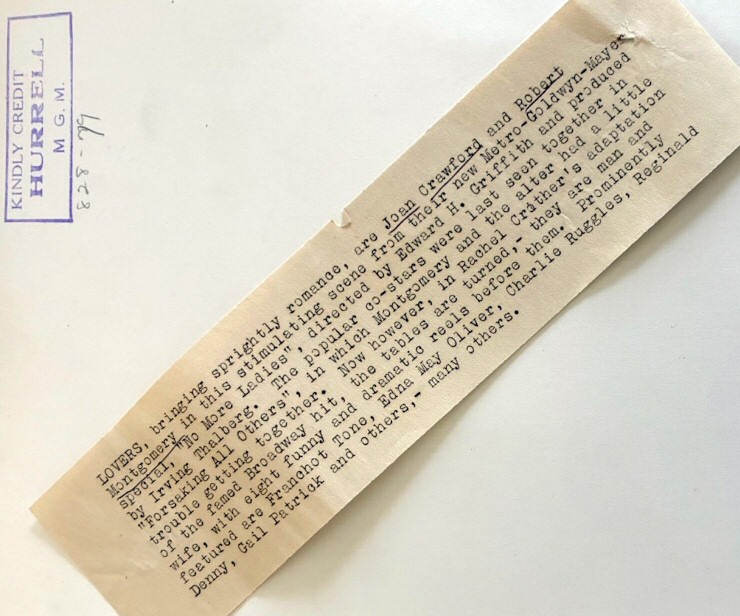 KINDLY CREDIT
HURRELL
M G. M.
828-79
LOVERS, bringing sprightly romance, are Joan Crawford and Robert
Montgomery in this stimulating scene from their new Metro-Goldwyn-Mayer
special, "No More Ladies", directed by Edward H. Griffith and produced
by Irving Thalberg. The popular co-stars were last seen together in
"Forsaking All Others", in which Montgomery and the alter had a little
trouble getting together. Now however, in Rachel Crother's adaptation
of the famed Broadway hit, the tables are turned,- they are man and
wife, with eight funny and dramatic reels before them. Prominently
featured are Franchot Tone, Edna May Oliver, Charlie Ruggles, Reginald
Denny, Gail Patrick and others,- many others.